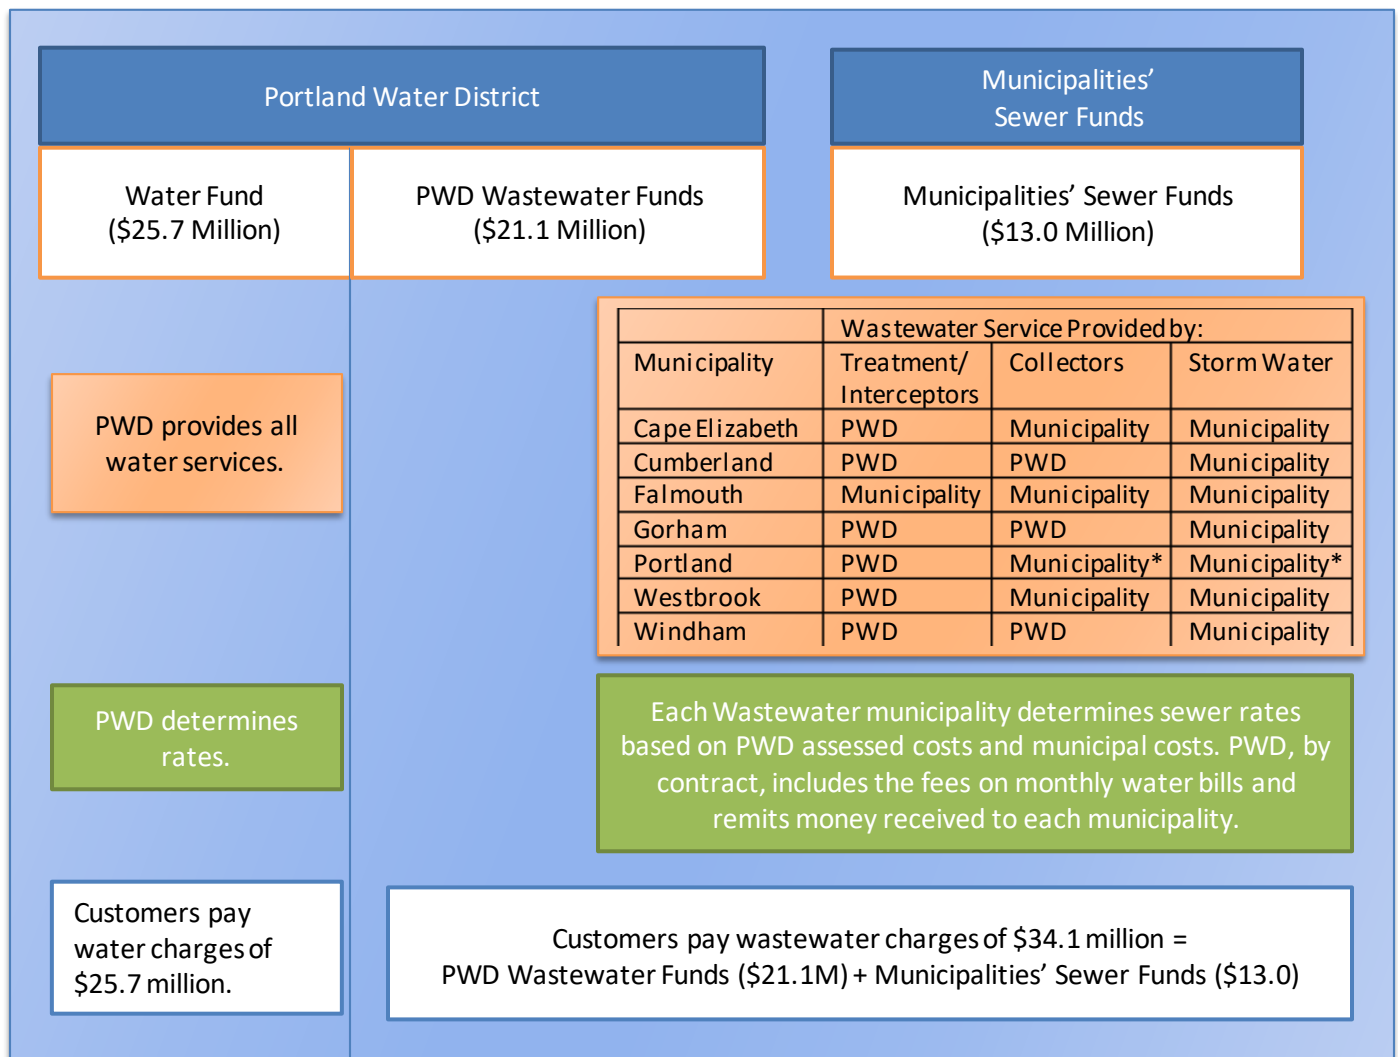 Portland Water District
Municipalities’
Sewer Funds
Water Fund
($25.7 Million)
PWD Wastewater Funds
($21.1 Million)
Municipalities’ Sewer Funds
($13.0 Million)
Wastewater Service Provided by:
Municipality Treatment/ Collectors Storm Water
Interceptors
Cape Elizabeth PWD Municipality Municipality
Cumberland PWD PWD Municipality
Falmouth Municipality Municipality Municipality
Gorham PWD PWD Municipality
Portland PWD Municipality* Municipality*
Westbrook PWD Municipality Municipality
Windham PWD PWD Municipality
PWD provides all
water services.
PWD determines
rates.
Each Wastewater municipality determines sewer rates
based on PWD assessed costs and municipal costs. PWD, by
contract, includes the fees on monthly water bills and
remits money received to each municipality.
Customers pay
water charges of
$25.7 million.
Customers pay wastewater charges of $34.1 million =
PWD Wastewater Funds ($21.1M) + Municipalities’ Sewer Funds ($13.0)